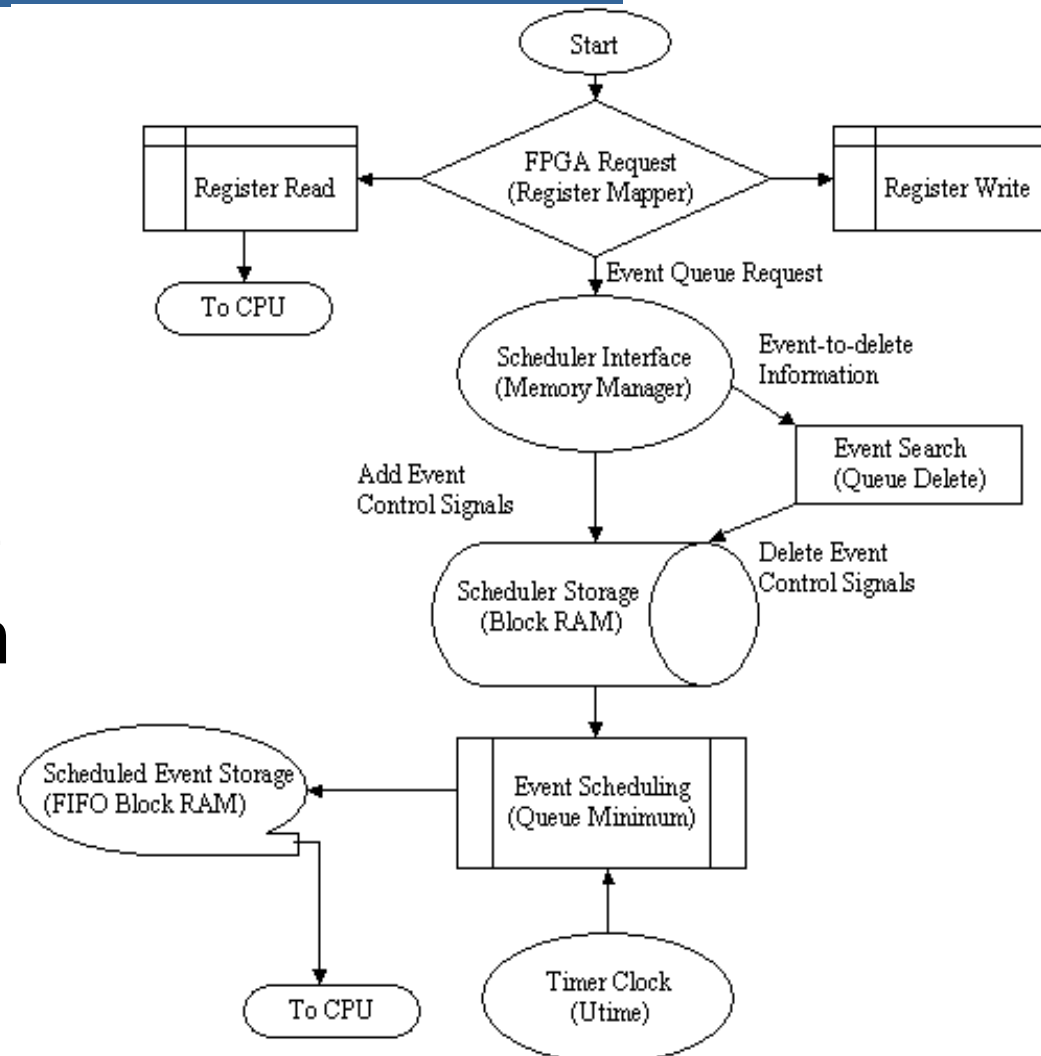 Start
FPGA Request
(Register Mapper)
Register Read
Register Write
To CPU
Event Queue Request
Scheduler Interface
(Memory Manager)
Event-to-delete
Information
Event Search
(Queue Delete)
Add Event
Control Signals
Delete Event
Control Signals
Scheduler Storage
(Block RAM)
Scheduled Event Storage
(FIFO Block RAM)
Event Scheduling
(Queue Minimum)
To CPU
Timer Clock
(Utime)